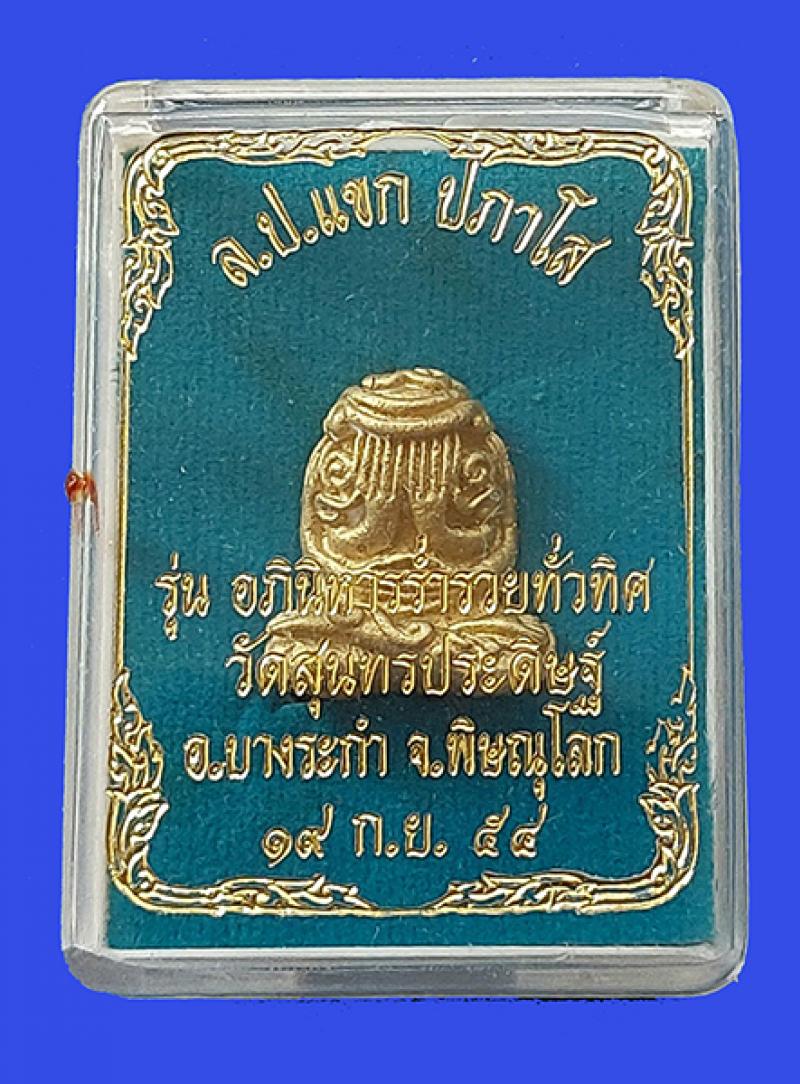 ล.ป.แขก ปภาโส
รุ่น อภินิหารร่ำรวยทั่วทิศ
วัดสุนทรประดิษฐ์
อ.บางระกำ จ.พิษณุโลก
๑๙ ก.ย. ๕๔